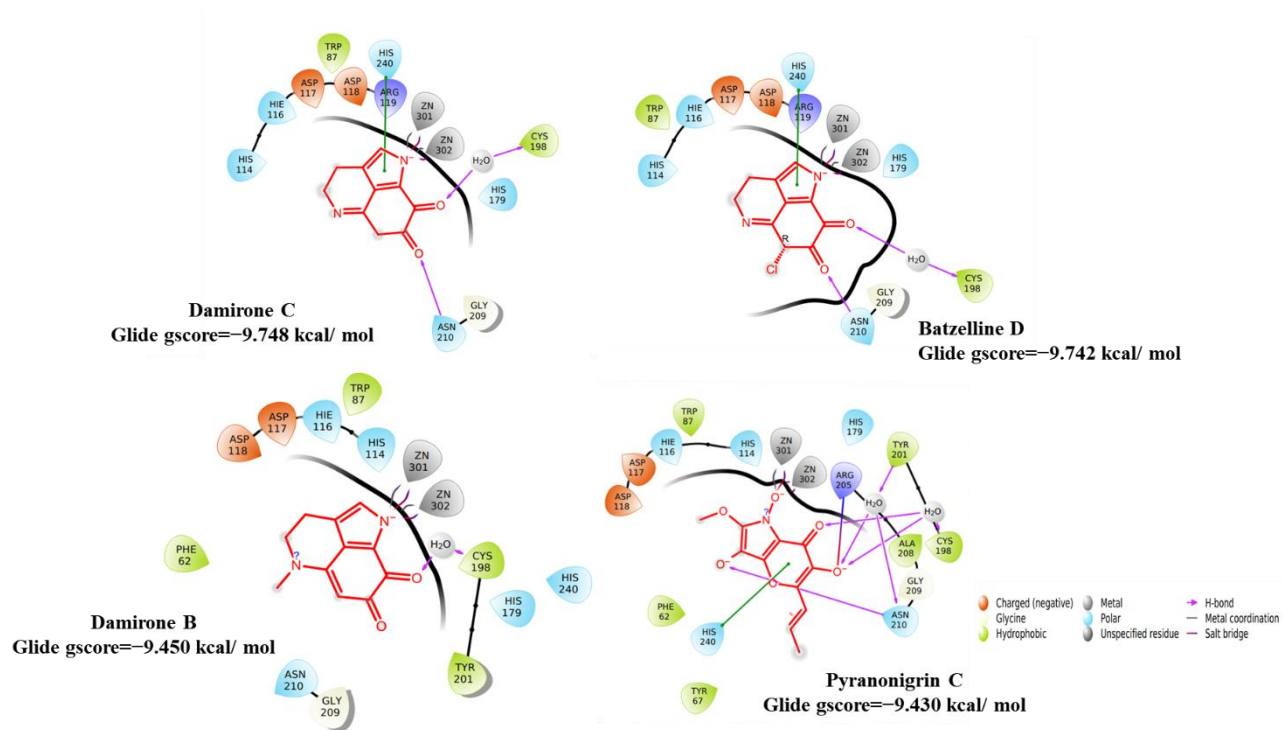 TRP
87
HIS
240
ASP
117
ASP
118
ARG
119
HIE
116
ZN
301
ZN
302
CYS
198
H₂O
HIS
114
HIS
179
N⁻
O
N
O
GLY
209
ASN
210
Damirone C
Glide gscore=−9.748 kcal/ mol
HIS
240
ASP
117
ASP
118
ARG
119
HIE
116
TRP
87
ZN
301
ZN
302
HIS
179
HIS
114
N⁻
O
N
R
Cl
O
H₂O
CYS
198
GLY
209
ASN
210
Batzelline D
Glide gscore=−9.742 kcal/ mol
TRP
87
HIE
116
ASP
117
ASP
118
HIS
114
ZN
301
ZN
302
N⁻
H₂O
CYS
198
PHE
62
?
N
O
O
HIS
240
HIS
179
TYR
201
ASN
210
GLY
209
Damirone B
Glide gscore=−9.450 kcal/ mol
TRP
87
HIE
116
HIS
114
ASP
117
ASP
118
ZN
301
ZN
302
HIS
179
TYR
201
ARG
205
H₂O
H₂O
O⁻
?
N
O
O
O⁻
O⁻
O
ALA
208
CYS
198
GLY
209
ASN
210
PHE
62
HIS
240
TYR
67
Pyranonigrin C
Glide gscore=−9.430 kcal/ mol
Charged (negative)
Glycine
Hydrophobic
Metal
Polar
Unspecified residue
H-bond
Metal coordination
Salt bridge